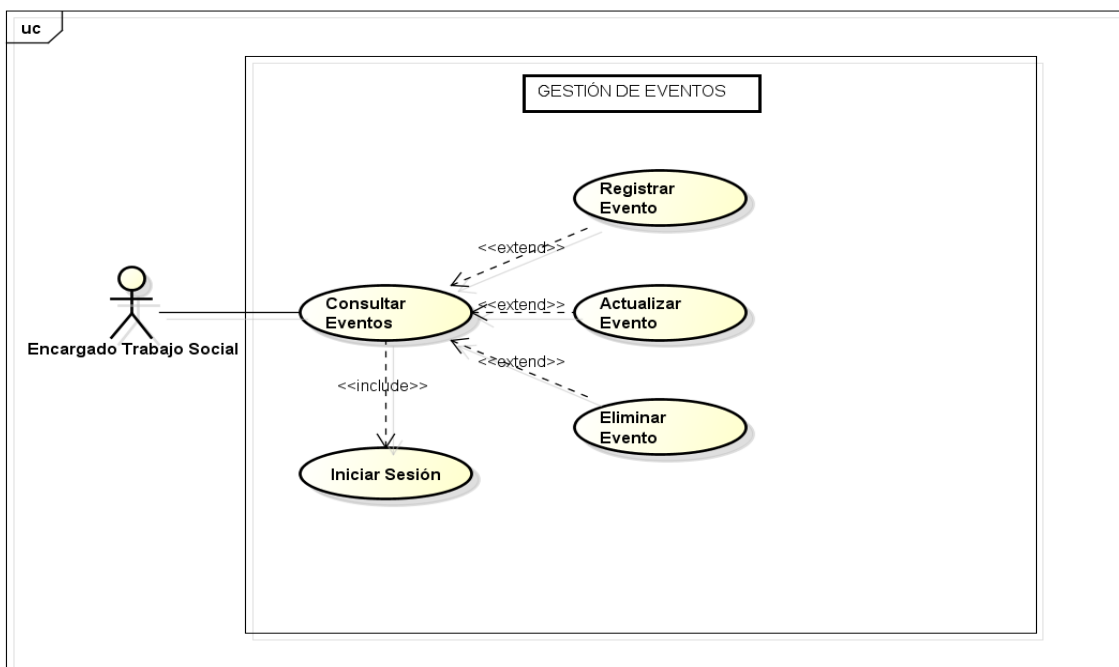 uc
GESTIÓN DE EVENTOS
Registrar
Evento
<<extend>>
Consultar
Eventos
<<extend>>
Actualizar
Evento
Encargado Trabajo Social
<<extend>>
<<include>>
Eliminar
Evento
Iniciar Sesión